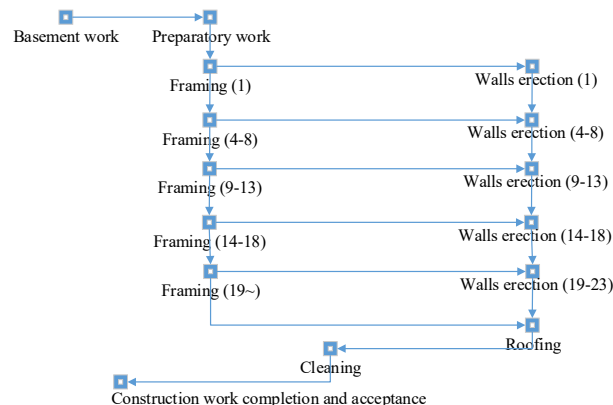 Basement work
Preparatory work
Framing (1)
Walls erection (1)
Framing (4-8)
Walls erection (4-8)
Framing (9-13)
Walls erection (9-13)
Framing (14-18)
Walls erection (14-18)
Framing (19~)
Walls erection (19-23)
Roofing
Cleaning
Construction work completion and acceptance